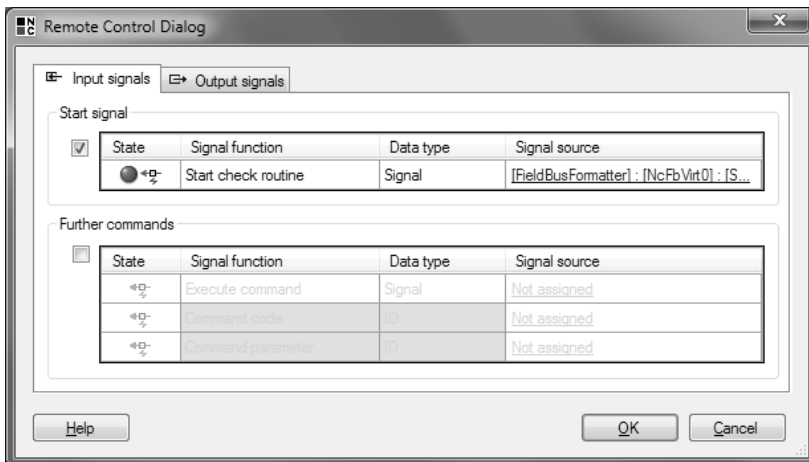 NC Remote Control Dialog
Input signals Output signals
Start signal
State Signal function Data type Signal source
Start check routine Signal [FieldBusFormatter] : [NcFbVirt0] : [S...
Further commands
State Signal function Data type Signal source
Execute command Signal Not assigned
Command code ID Not assigned
Command parameter ID Not assigned
Help OK Cancel